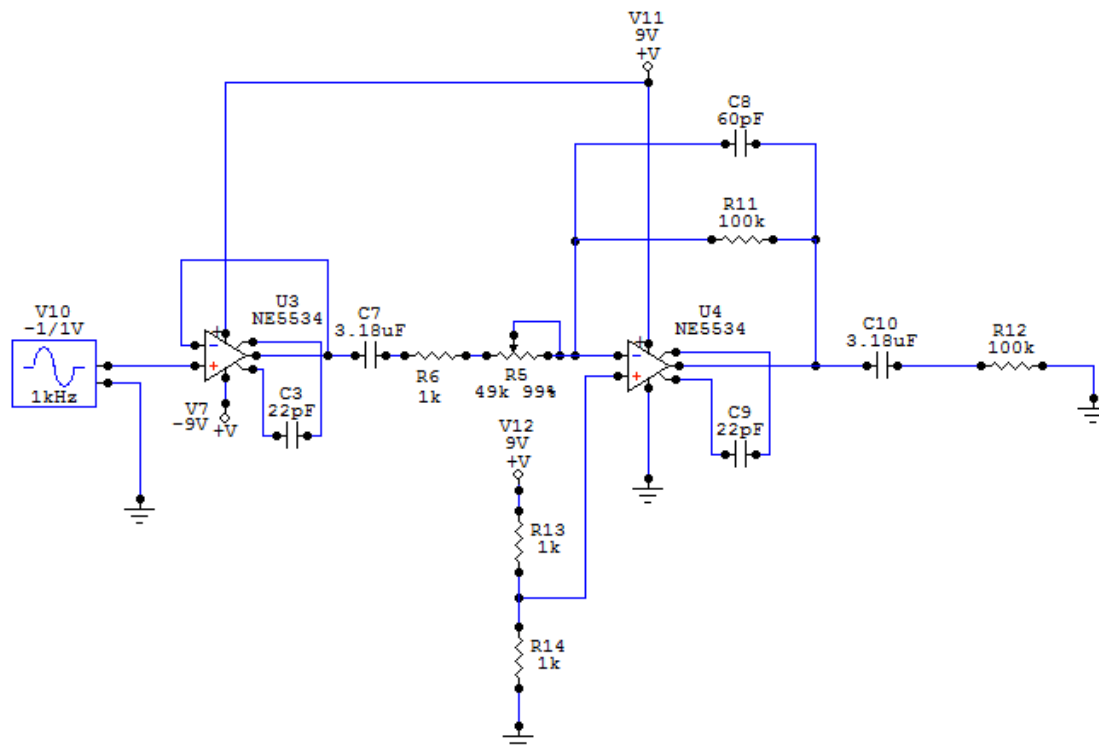 V11
9V
+V
C8
60pF
R11
100k
V10
-1/1V
1kHz
U3
NE5534
+
-
+
V7
-9V
+V
C3
22pF
C7
3.18uF
R6
1k
R5
49k 99%
U4
NE5534
+
-
+
C9
22pF
C10
3.18uF
R12
100k
V12
9V
+V
R13
1k
R14
1k